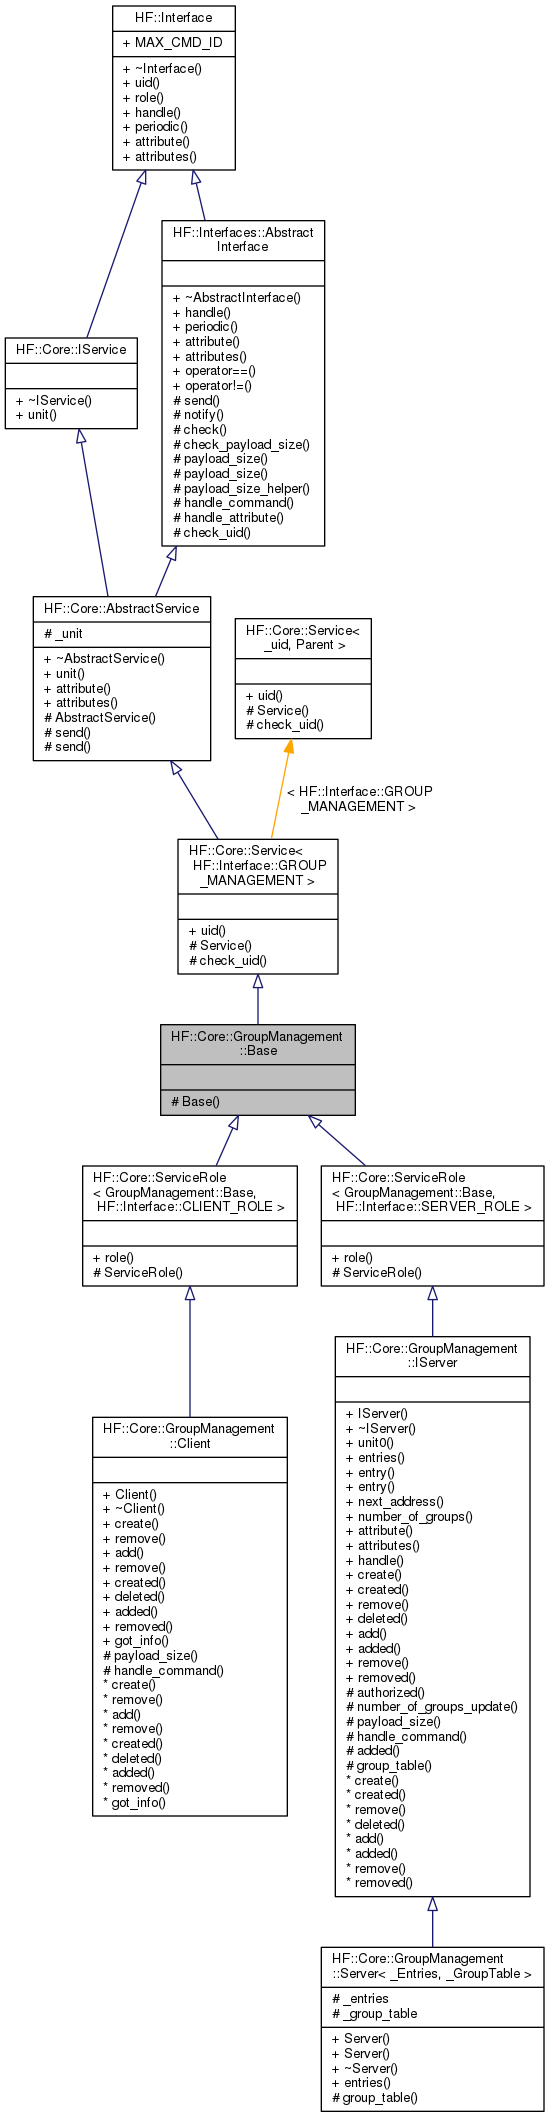 HF::Interface
+ MAX_CMD_ID
+ ~Interface()
+ uid()
+ role()
+ handle()
+ periodic()
+ attribute()
+ attributes()
HF::Interfaces::Abstract
Interface
+ ~AbstractInterface()
+ handle()
+ periodic()
+ attribute()
+ attributes()
+ operator==()
+ operator!=()
# send()
# notify()
# check()
# check_payload_size()
# payload_size()
# payload_size()
# payload_size_helper()
# handle_command()
# handle_attribute()
# check_uid()
HF::Core::IService
+ ~IService()
+ unit()
HF::Core::AbstractService
# _unit
+ ~AbstractService()
+ unit()
+ attribute()
+ attributes()
# AbstractService()
# send()
# send()
HF::Core::Service<
_uid, Parent >
+ uid()
# Service()
# check_uid()
< HF::Interface::GROUP
_MANAGEMENT >
HF::Core::Service<
HF::Interface::GROUP
_MANAGEMENT >
+ uid()
# Service()
# check_uid()
HF::Core::GroupManagement
::Base
# Base()
HF::Core::ServiceRole
< GroupManagement::Base,
HF::Interface::CLIENT_ROLE >
+ role()
# ServiceRole()
HF::Core::ServiceRole
< GroupManagement::Base,
HF::Interface::SERVER_ROLE >
+ role()
# ServiceRole()
HF::Core::GroupManagement
::Client
+ Client()
+ ~Client()
+ create()
+ remove()
+ add()
+ remove()
+ created()
+ deleted()
+ added()
+ removed()
+ got_info()
# payload_size()
# handle_command()
* create()
* remove()
* add()
* remove()
* created()
* deleted()
* added()
* removed()
* got_info()
HF::Core::GroupManagement
::IServer
+ IServer()
+ ~IServer()
+ unit0()
+ entries()
+ entry()
+ entry()
+ next_address()
+ number_of_groups()
+ attribute()
+ attributes()
+ handle()
+ create()
+ created()
+ remove()
+ deleted()
+ add()
+ added()
+ remove()
+ removed()
# authorized()
# number_of_groups_update()
# payload_size()
# handle_command()
# added()
# group_table()
* create()
* created()
* remove()
* deleted()
* add()
* added()
* remove()
* removed()
HF::Core::GroupManagement
::Server< _Entries, _GroupTable >
# _entries
# _group_table
+ Server()
+ Server()
+ ~Server()
+ entries()
# group_table()